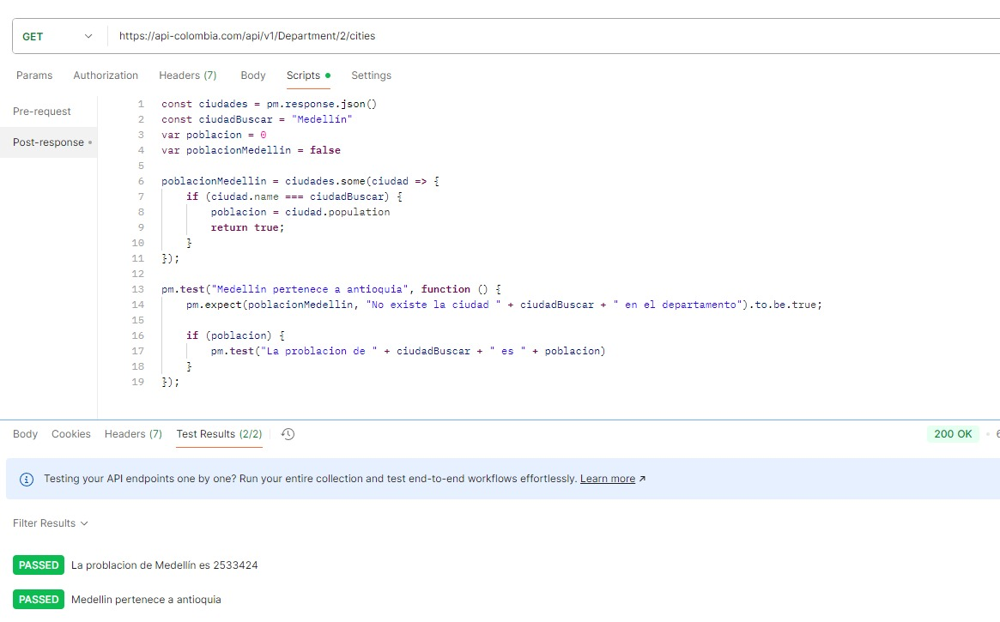 GET https://api-colombia.com/api/v1/Department/2/cities
Params Authorization Headers (7) Body Scripts Settings
Pre-request
Post-response
1 const ciudades = pm.response.json()
2 const ciudadBuscar = "Medellín"
3 var poblacion = 0
4 var poblacionMedellin = false
5
6 poblacionMedellin = ciudades.some(ciudad => {
7 if (ciudad.name === ciudadBuscar) {
8 poblacion = ciudad.population
9 return true;
10 }
11 });
12
13 pm.test("Medellin pertenece a antioquia", function () {
14 pm.expect(poblacionMedellin, "No existe la ciudad " + ciudadBuscar + " en el departamento").to.be.true;
15
16 if (poblacion) {
17 pm.test("La problacion de " + ciudadBuscar + " es " + poblacion)
18 }
19 });
Body Cookies Headers (7) Test Results (2/2) 200 OK
Testing your API endpoints one by one? Run your entire collection and test end-to-end workflows effortlessly. Learn more ↗
Filter Results
PASSED La problacion de Medellín es 2533424
PASSED Medellin pertenece a antioquia